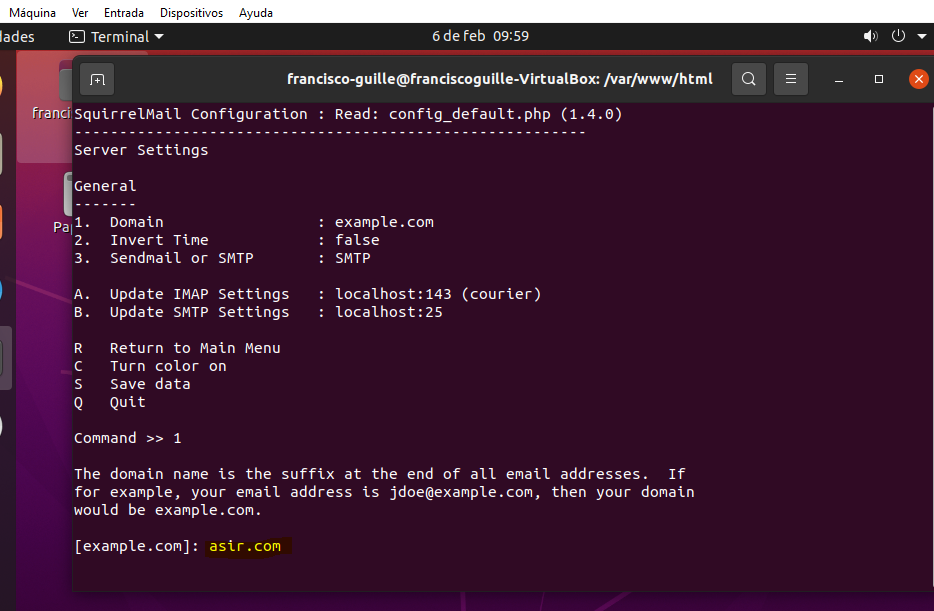 Máquina Ver Entrada Dispositivos Ayuda
dades Terminal 6 de feb 09:59
francisco-guille@franciscoguille-VirtualBox: /var/www/html
franci
Pap
SquirrelMail Configuration : Read: config_default.php (1.4.0)
---------------------------------------------------------
Server Settings
General
-------
1. Domain : example.com
2. Invert Time : false
3. Sendmail or SMTP : SMTP
A. Update IMAP Settings : localhost:143 (courier)
B. Update SMTP Settings : localhost:25
R Return to Main Menu
C Turn color on
S Save data
Q Quit
Command >> 1
The domain name is the suffix at the end of all email addresses. If
for example, your email address is jdoe@example.com, then your domain
would be example.com.
[example.com]: asir.com